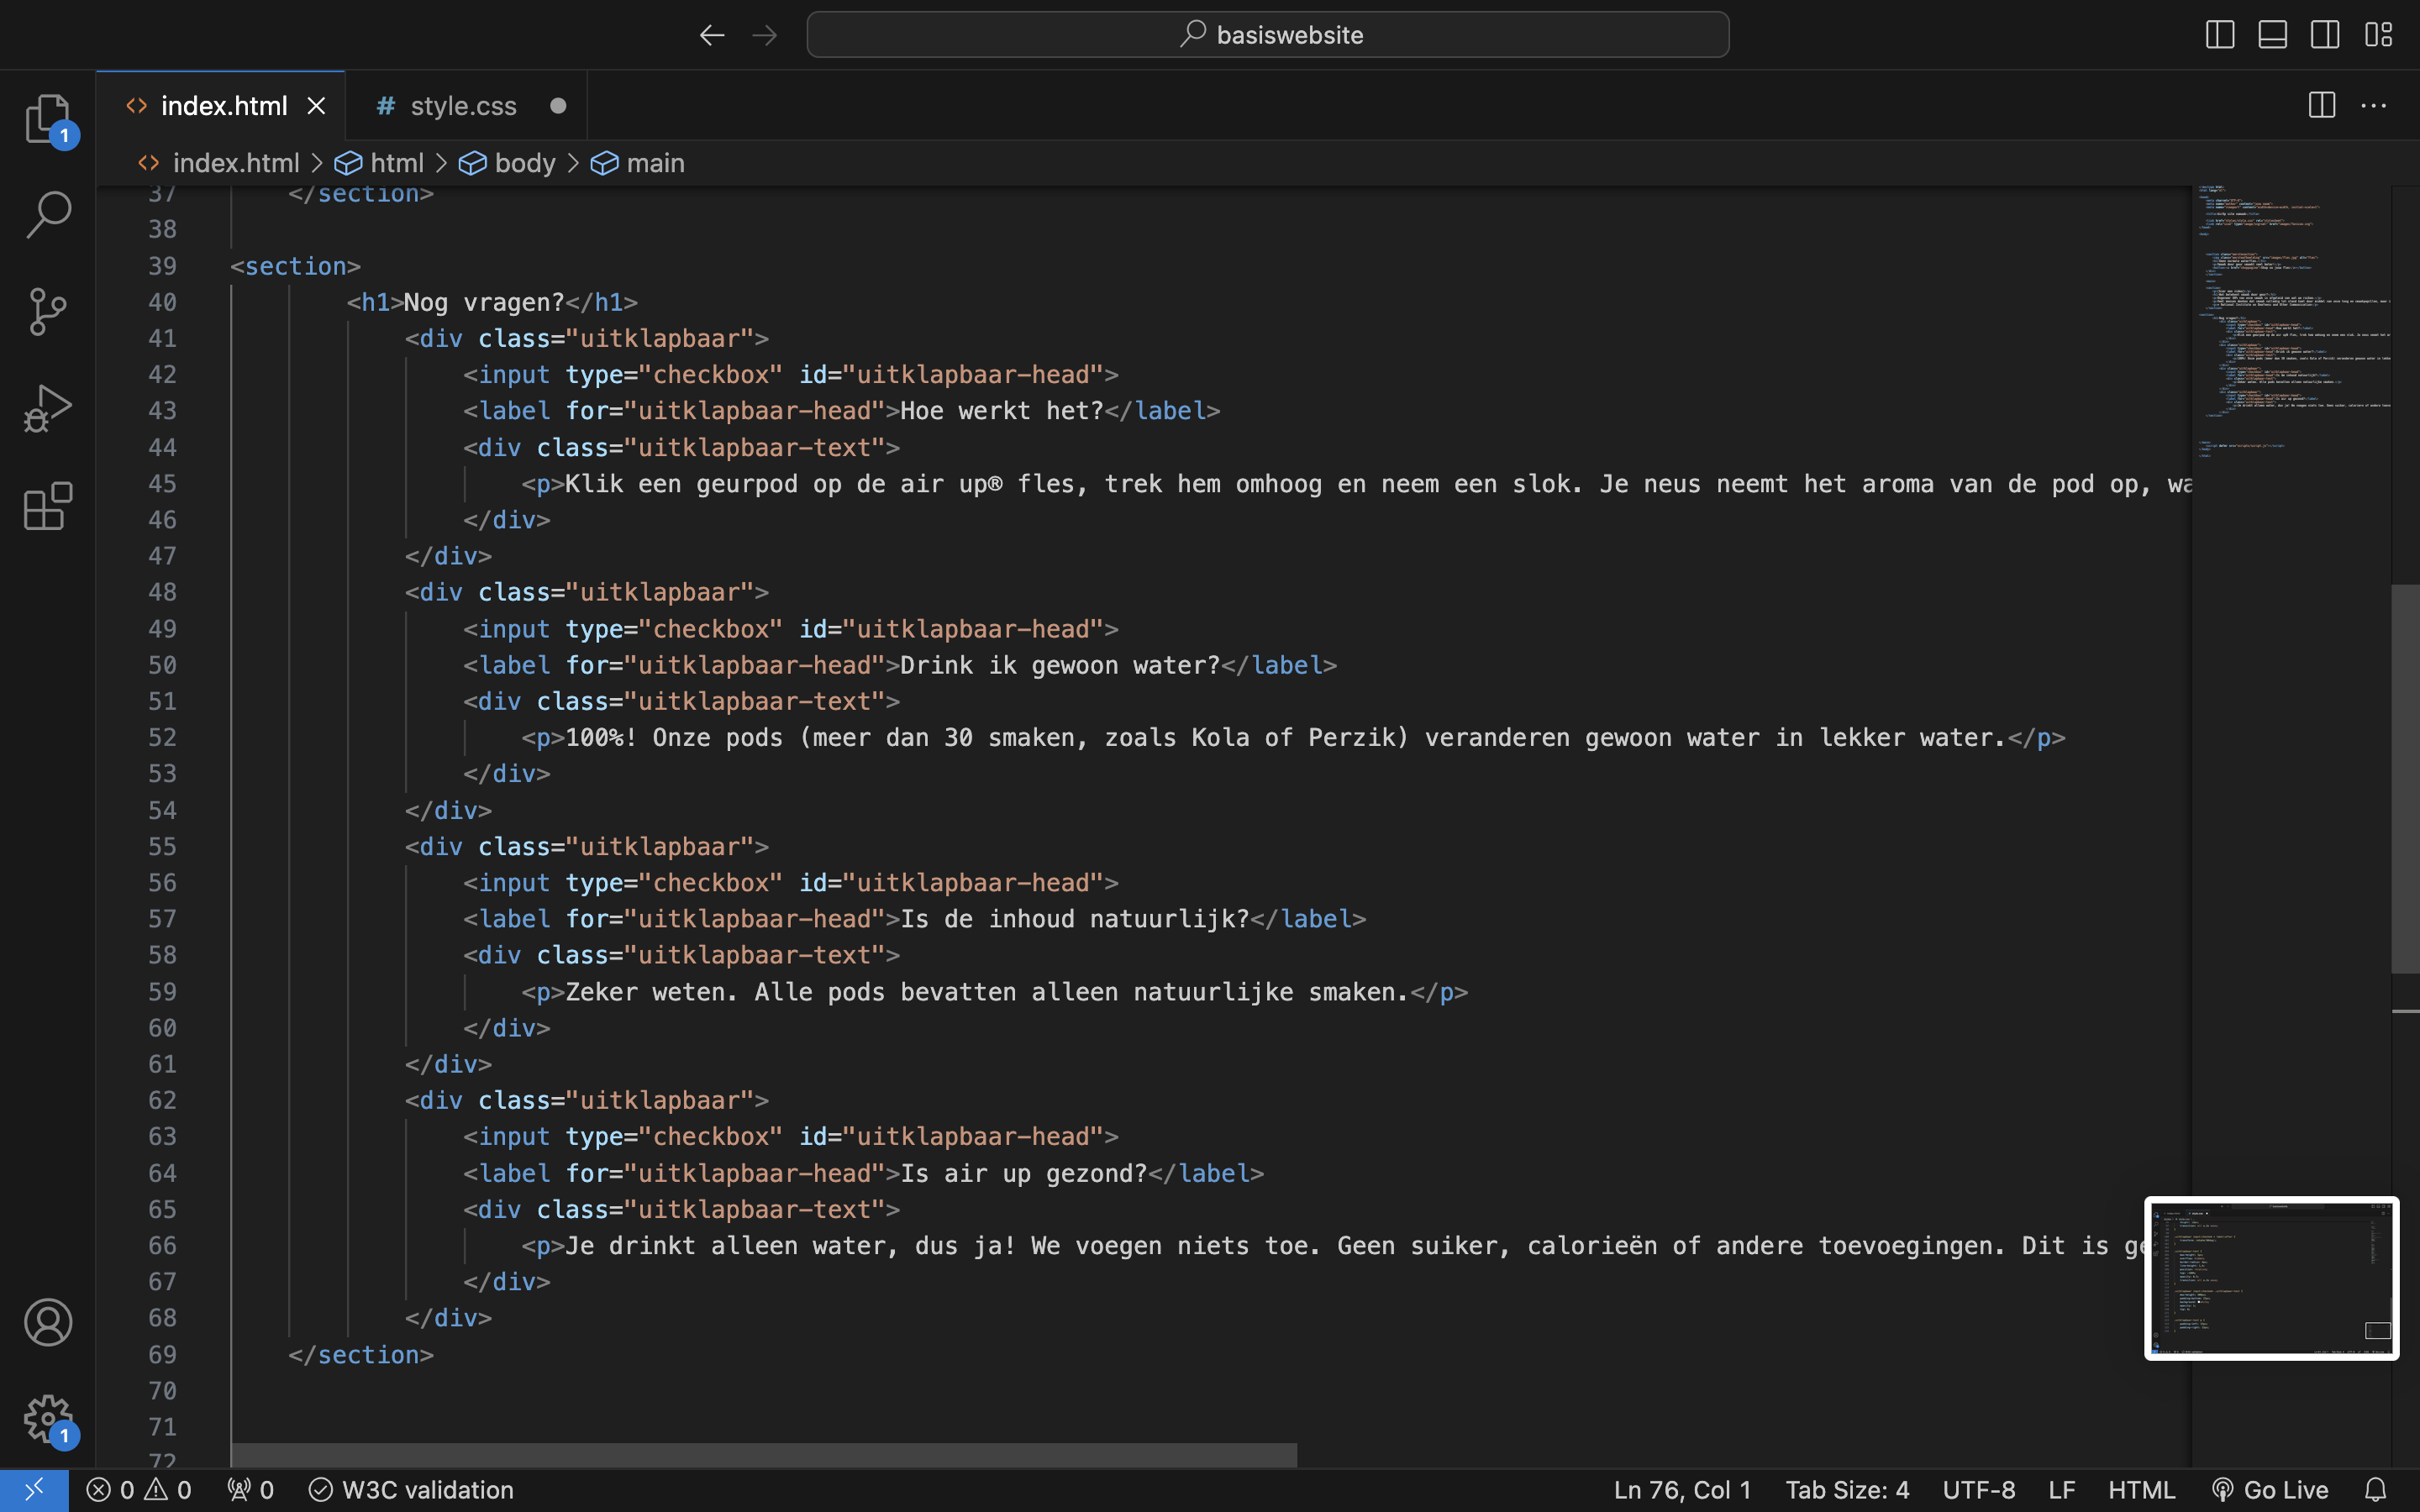 basiswebsite
index.html
style.css
1
index.html > html > body > main
37 </section>
38
39 <section>
40 <h1>Nog vragen?</h1>
41 <div class="uitklapbaar">
42 <input type="checkbox" id="uitklapbaar-head">
43 <label for="uitklapbaar-head">Hoe werkt het?</label>
44 <div class="uitklapbaar-text">
45 <p>Klik een geurpod op de air up® fles, trek hem omhoog en neem een slok. Je neus neemt het aroma van de pod op, wa
46 </div>
47 </div>
48 <div class="uitklapbaar">
49 <input type="checkbox" id="uitklapbaar-head">
50 <label for="uitklapbaar-head">Drink ik gewoon water?</label>
51 <div class="uitklapbaar-text">
52 <p>100%! Onze pods (meer dan 30 smaken, zoals Kola of Perzik) veranderen gewoon water in lekker water.</p>
53 </div>
54 </div>
55 <div class="uitklapbaar">
56 <input type="checkbox" id="uitklapbaar-head">
57 <label for="uitklapbaar-head">Is de inhoud natuurlijk?</label>
58 <div class="uitklapbaar-text">
59 <p>Zeker weten. Alle pods bevatten alleen natuurlijke smaken.</p>
60 </div>
61 </div>
62 <div class="uitklapbaar">
63 <input type="checkbox" id="uitklapbaar-head">
64 <label for="uitklapbaar-head">Is air up gezond?</label>
65 <div class="uitklapbaar-text">
66 <p>Je drinkt alleen water, dus ja! We voegen niets toe. Geen suiker, calorieën of andere toevoegingen. Dit is ge
67 </div>
68 </div>
69 </section>
70
71
72
1
0 0 0 W3C validation Ln 76, Col 1 Tab Size: 4 UTF-8 LF HTML Go Live